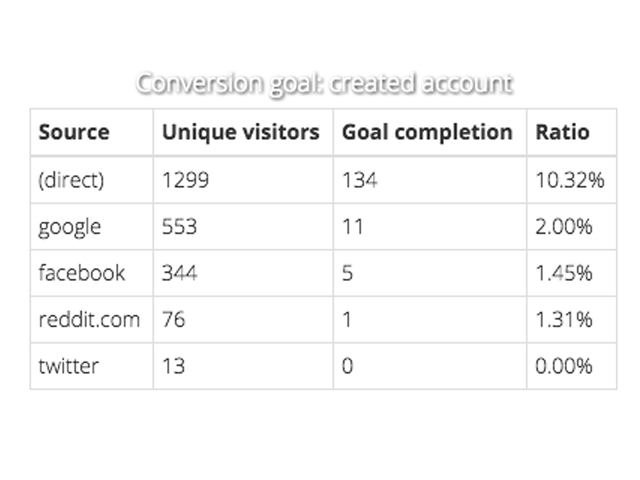 Conversion goal: created account
Source Unique visitors Goal completion Ratio
(direct) 1299 134 10.32%
google 553 11 2.00%
facebook 344 5 1.45%
reddit.com 76 1 1.31%
twitter 13 0 0.00%